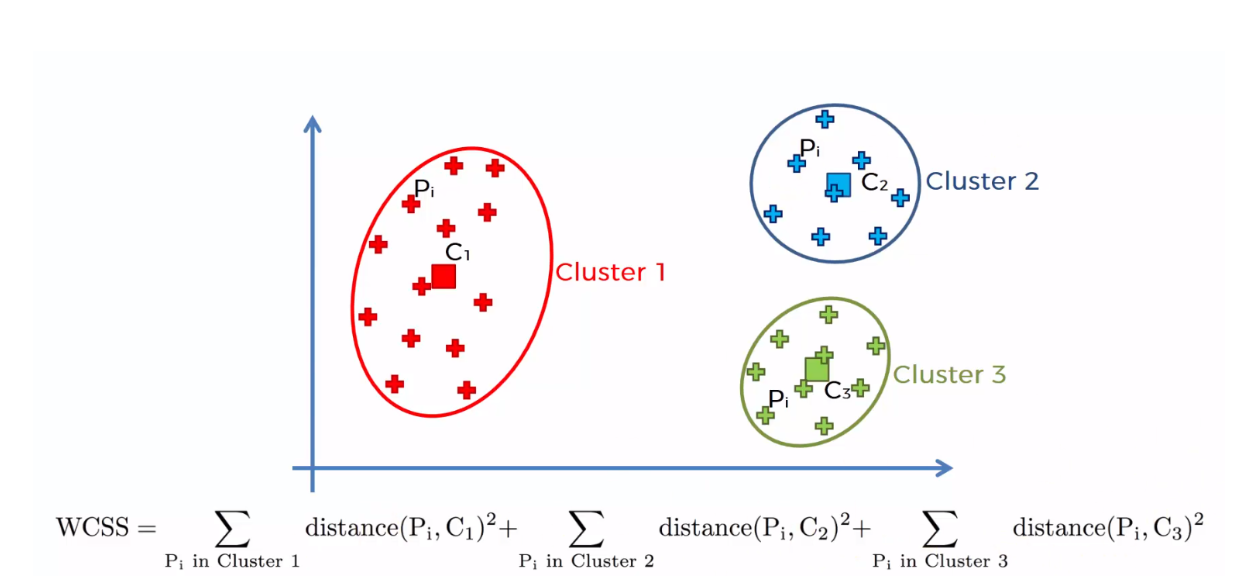 Pᵢ
C₂
Cluster 2
Pᵢ
C₁
Cluster 1
Cluster 3
Pᵢ
C₃
WCSS = ∑ distance(Pᵢ, C₁)² + ∑ distance(Pᵢ, C₂)² + ∑ distance(Pᵢ, C₃)²
Pᵢ in Cluster 1 Pᵢ in Cluster 2 Pᵢ in Cluster 3